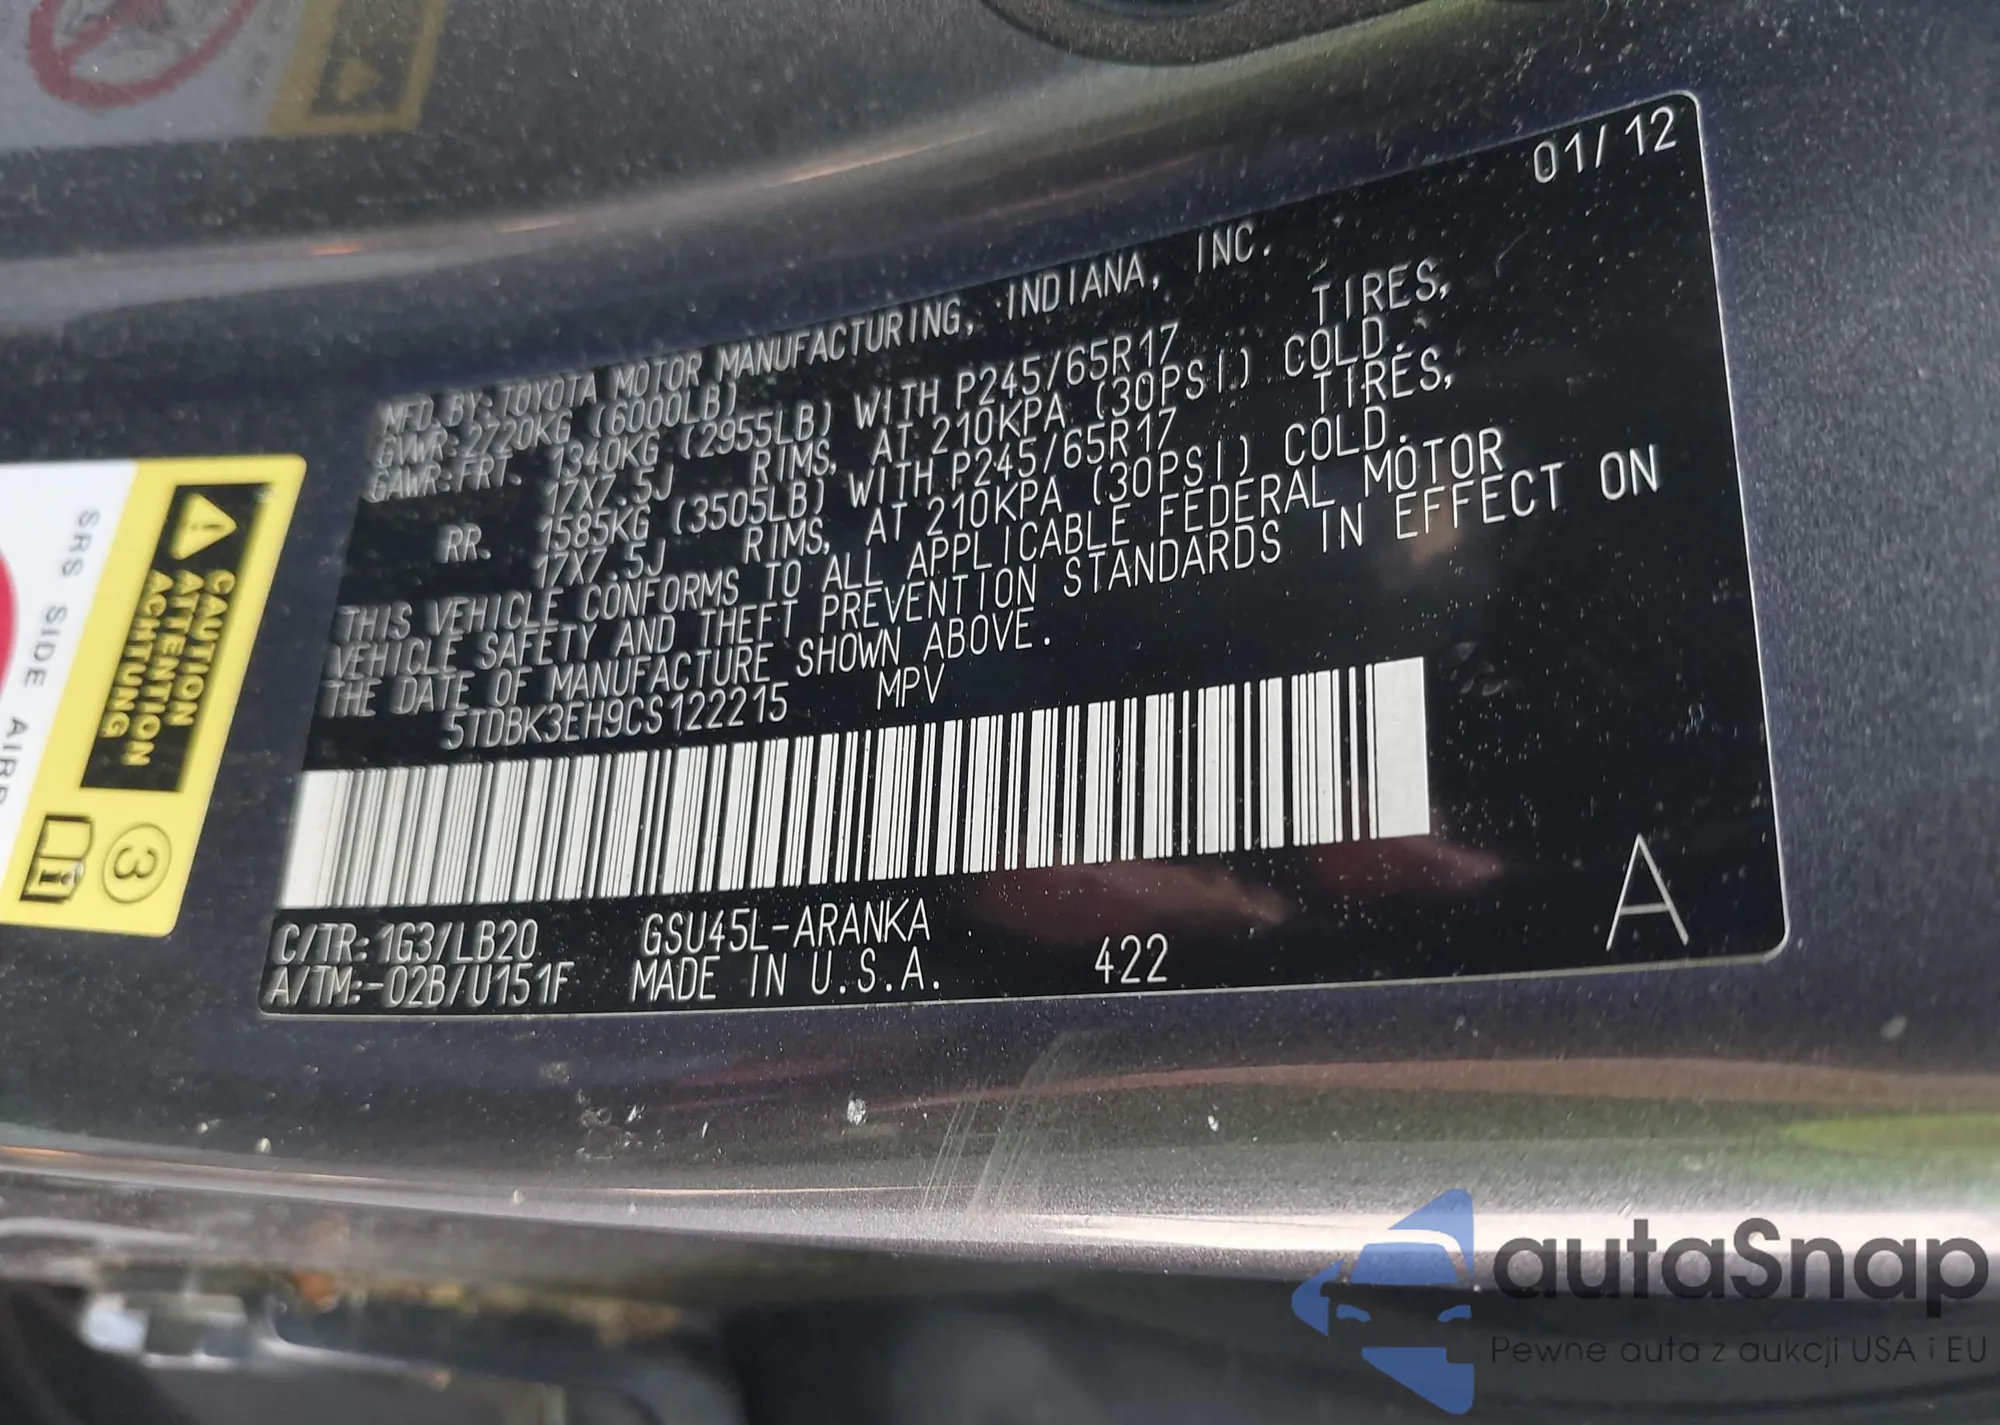 01/12
MFD. BY: TOYOTA MOTOR MANUFACTURING, INDIANA, INC.
GVWR: 2720KG (6000LB)
GAWR: FRT. 1340KG (2955LB) WITH P245/65R17 TIRES,
17X7.5J RIMS, AT 210KPA (30PSI) COLD.
RR. 1585KG (3505LB) WITH P245/65R17 TIRES,
17X7.5J RIMS, AT 210KPA (30PSI) COLD.
THIS VEHICLE CONFORMS TO ALL APPLICABLE FEDERAL MOTOR
VEHICLE SAFETY AND THEFT PREVENTION STANDARDS IN EFFECT ON
THE DATE OF MANUFACTURE SHOWN ABOVE.
5TDBK3EH9CS122215 MPV
C/TR: 1G3/LB20 GSU45L-ARANKA
A/TM: -02B/U151F MADE IN U.S.A. 422
A
CAUTION
ATTENTION
ACHTUNG
3
SRS SIDE
autaSnap
Pewne auta z aukcji USA i EU